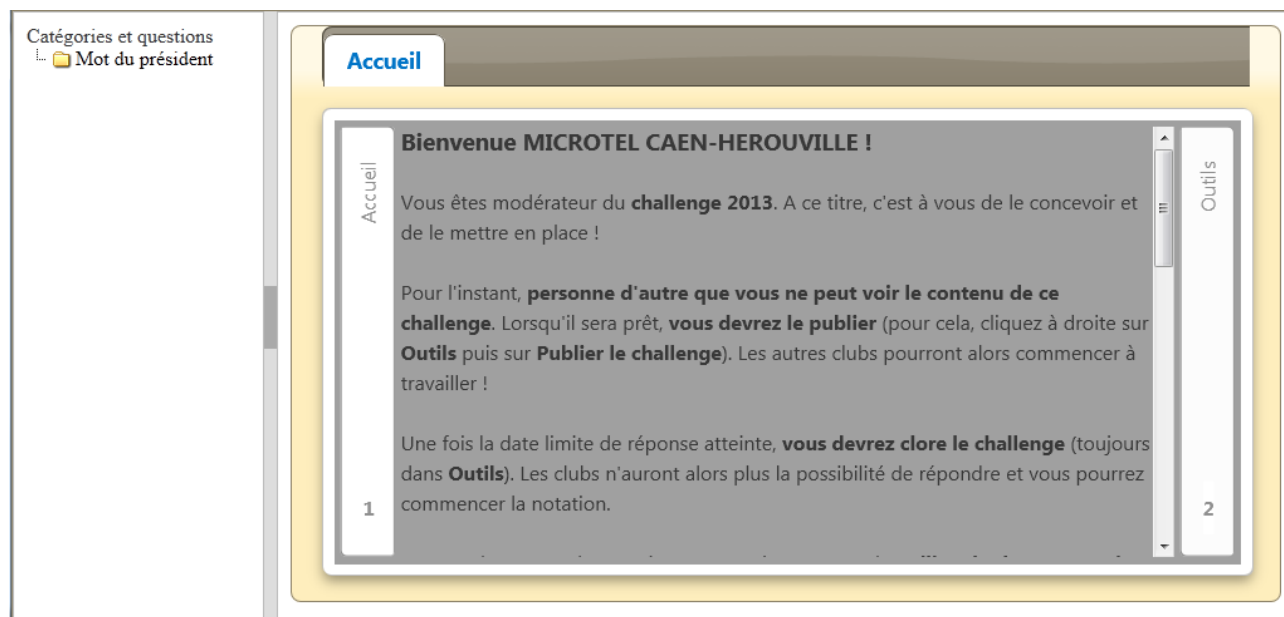 Catégories et questions
Mot du président
Accueil
Accueil
1
Bienvenue MICROTEL CAEN-HEROUVILLE !
Vous êtes modérateur du challenge 2013. A ce titre, c'est à vous de le concevoir et
de le mettre en place !
Pour l'instant, personne d'autre que vous ne peut voir le contenu de ce
challenge. Lorsqu'il sera prêt, vous devrez le publier (pour cela, cliquez à droite sur
Outils puis sur Publier le challenge). Les autres clubs pourront alors commencer à
travailler !
Une fois la date limite de réponse atteinte, vous devrez clore le challenge (toujours
dans Outils). Les clubs n'auront alors plus la possibilité de répondre et vous pourrez
commencer la notation.
Outils
2